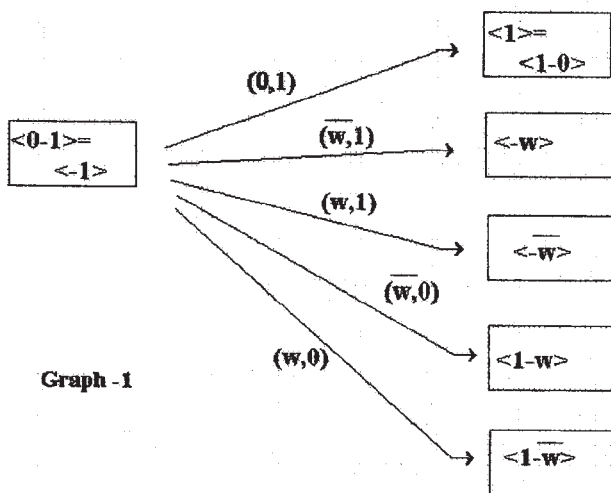 <1>=
<1-0>
(0,1)
<0-1>=
<-1>
(w̅,1)
<-w>
(w,1)
<-w̅>
(w̅,0)
<1-w>
(w,0)
Graph -1
<1-w̅>